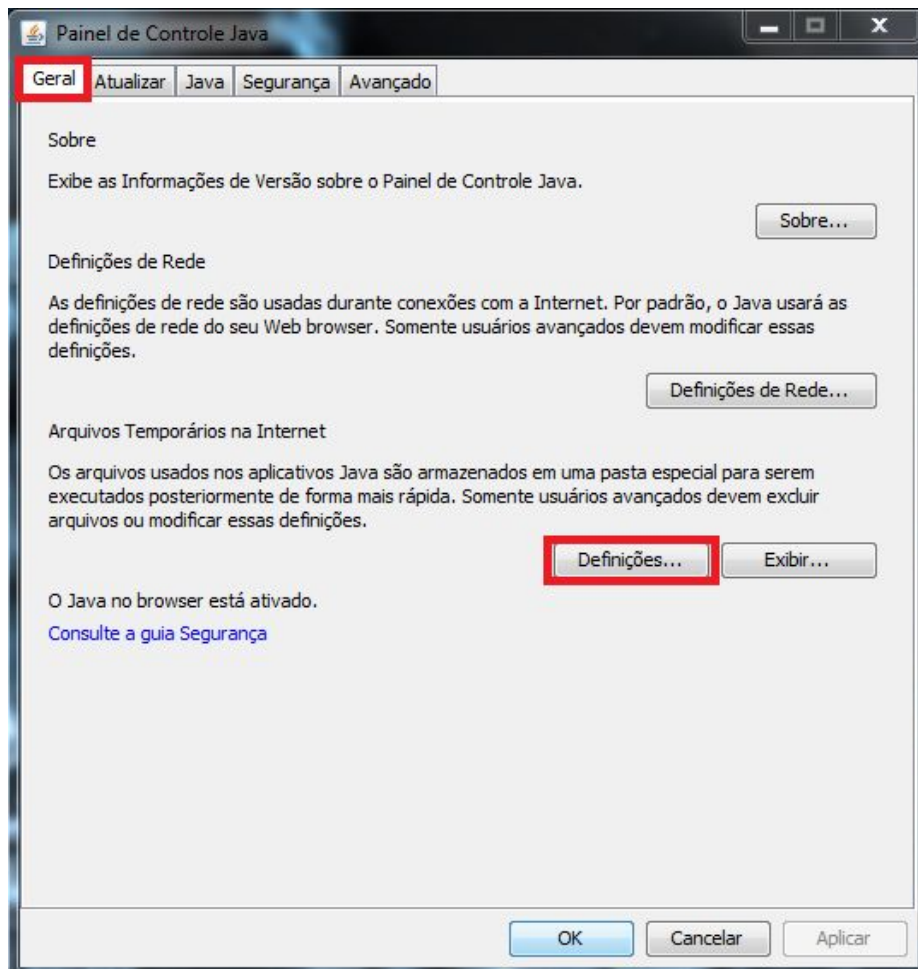 Painel de Controle Java
Geral Atualizar Java Segurança Avançado
Sobre
Exibe as Informações de Versão sobre o Painel de Controle Java.
Sobre...
Definições de Rede
As definições de rede são usadas durante conexões com a Internet. Por padrão, o Java usará as
definições de rede do seu Web browser. Somente usuários avançados devem modificar essas
definições.
Definições de Rede...
Arquivos Temporários na Internet
Os arquivos usados nos aplicativos Java são armazenados em uma pasta especial para serem
executados posteriormente de forma mais rápida. Somente usuários avançados devem excluir
arquivos ou modificar essas definições.
Definições... Exibir...
O Java no browser está ativado.
Consulte a guia Segurança
OK Cancelar Aplicar